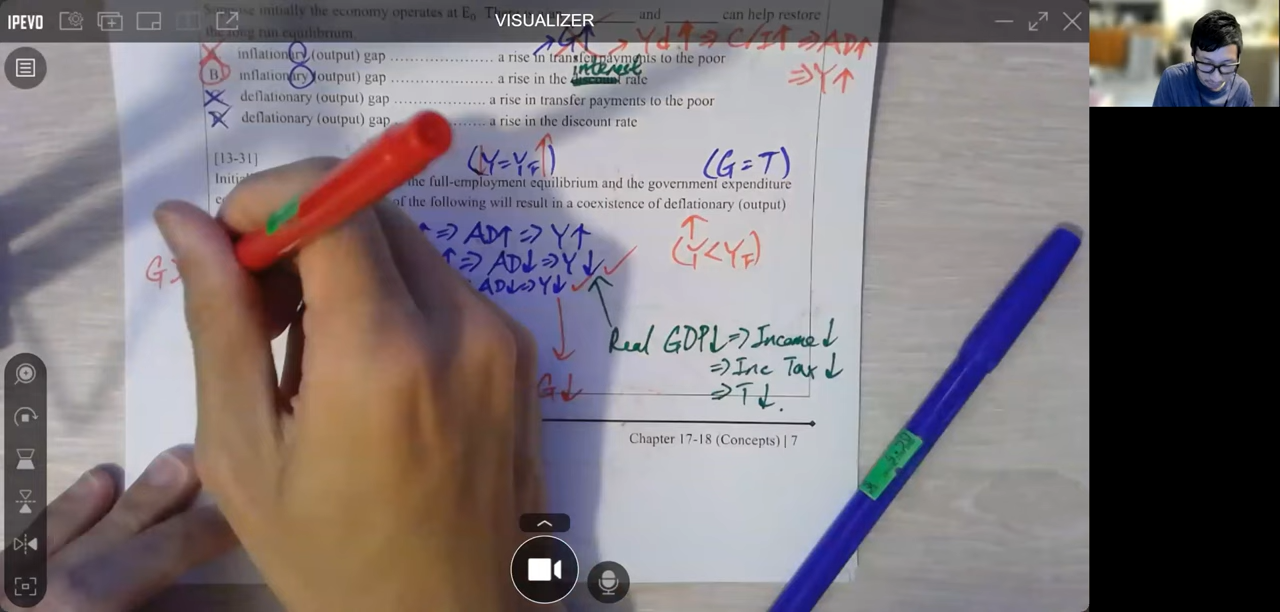 IPEVO
VISUALIZER
Suppose initially the economy operates at E₀. There is and can help restore
the long run equilibrium.
G↑ → Yd↑ ⇒ C/I↑ ⇒ AD↑
⇒ Y↑
inflationary (output) gap .................... a rise in transfer payments to the poor
B inflationary (output) gap .................... a rise in the interest rate
deflationary (output) gap .................... a rise in transfer payments to the poor
D deflationary (output) gap a rise in the discount rate
(Y=YF↑) (G=T)
[13-31]
the full-employment equilibrium and the government expenditure
of the following will result in a coexistence of deflationary (output)
↑ ⇒ AD↑ ⇒ Y↑
↑ ⇒ AD↓ ⇒ Y↓ ✓
AD↓ ⇒ Y↓ ✓
↑
(Y<YF)
G>
Real GDP↓ ⇒ Income↓
⇒ Inc Tax ↓
⇒ T↓.
G↓
Chapter 17-18 (Concepts) | 7